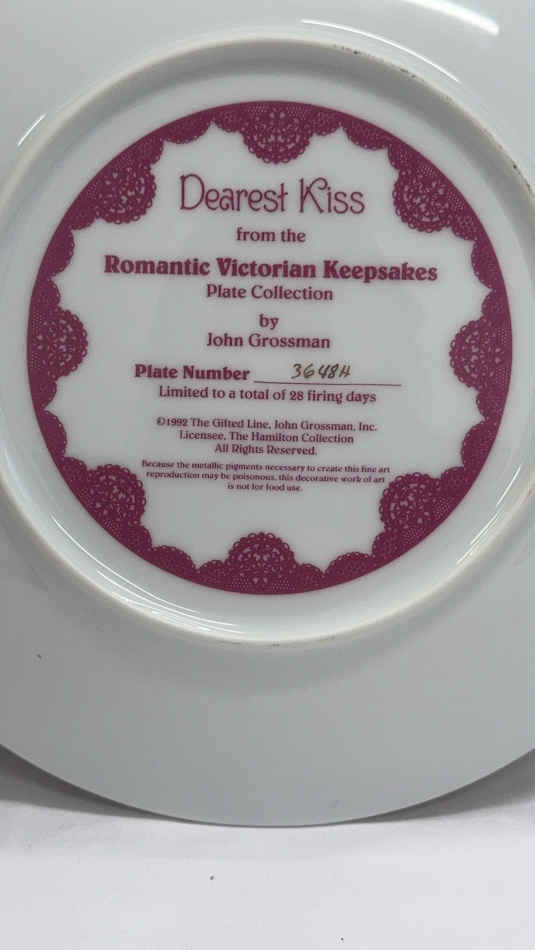 Dearest Kiss
from the
Romantic Victorian Keepsakes
Plate Collection
by
John Grossman
Plate Number 3648H
Limited to a total of 28 firing days
©1992 The Gifted Line, John Grossman, Inc.
Licensee, The Hamilton Collection
All Rights Reserved.
Because the metallic pigments necessary to create this fine art
reproduction may be poisonous, this decorative work of art
is not for food use.